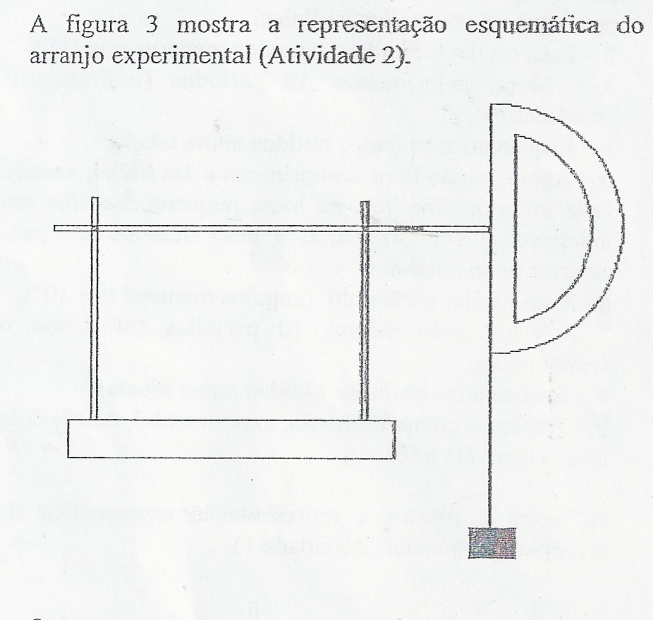 A figura 3 mostra a representação esquemática do
arranjo experimental (Atividade 2).